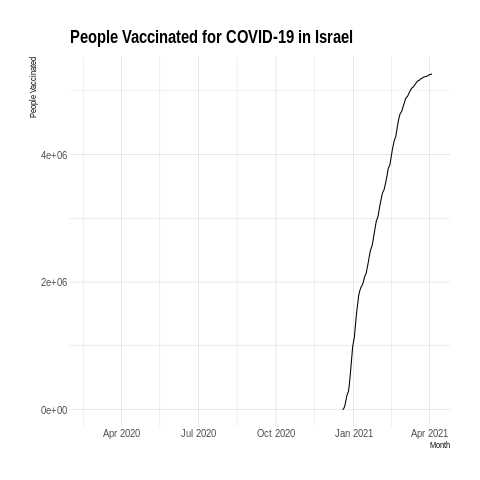 People Vaccinated for COVID-19 in Israel
People Vaccinated
4e+06
2e+06
0e+00
Apr 2020 Jul 2020 Oct 2020 Jan 2021 Apr 2021
Month